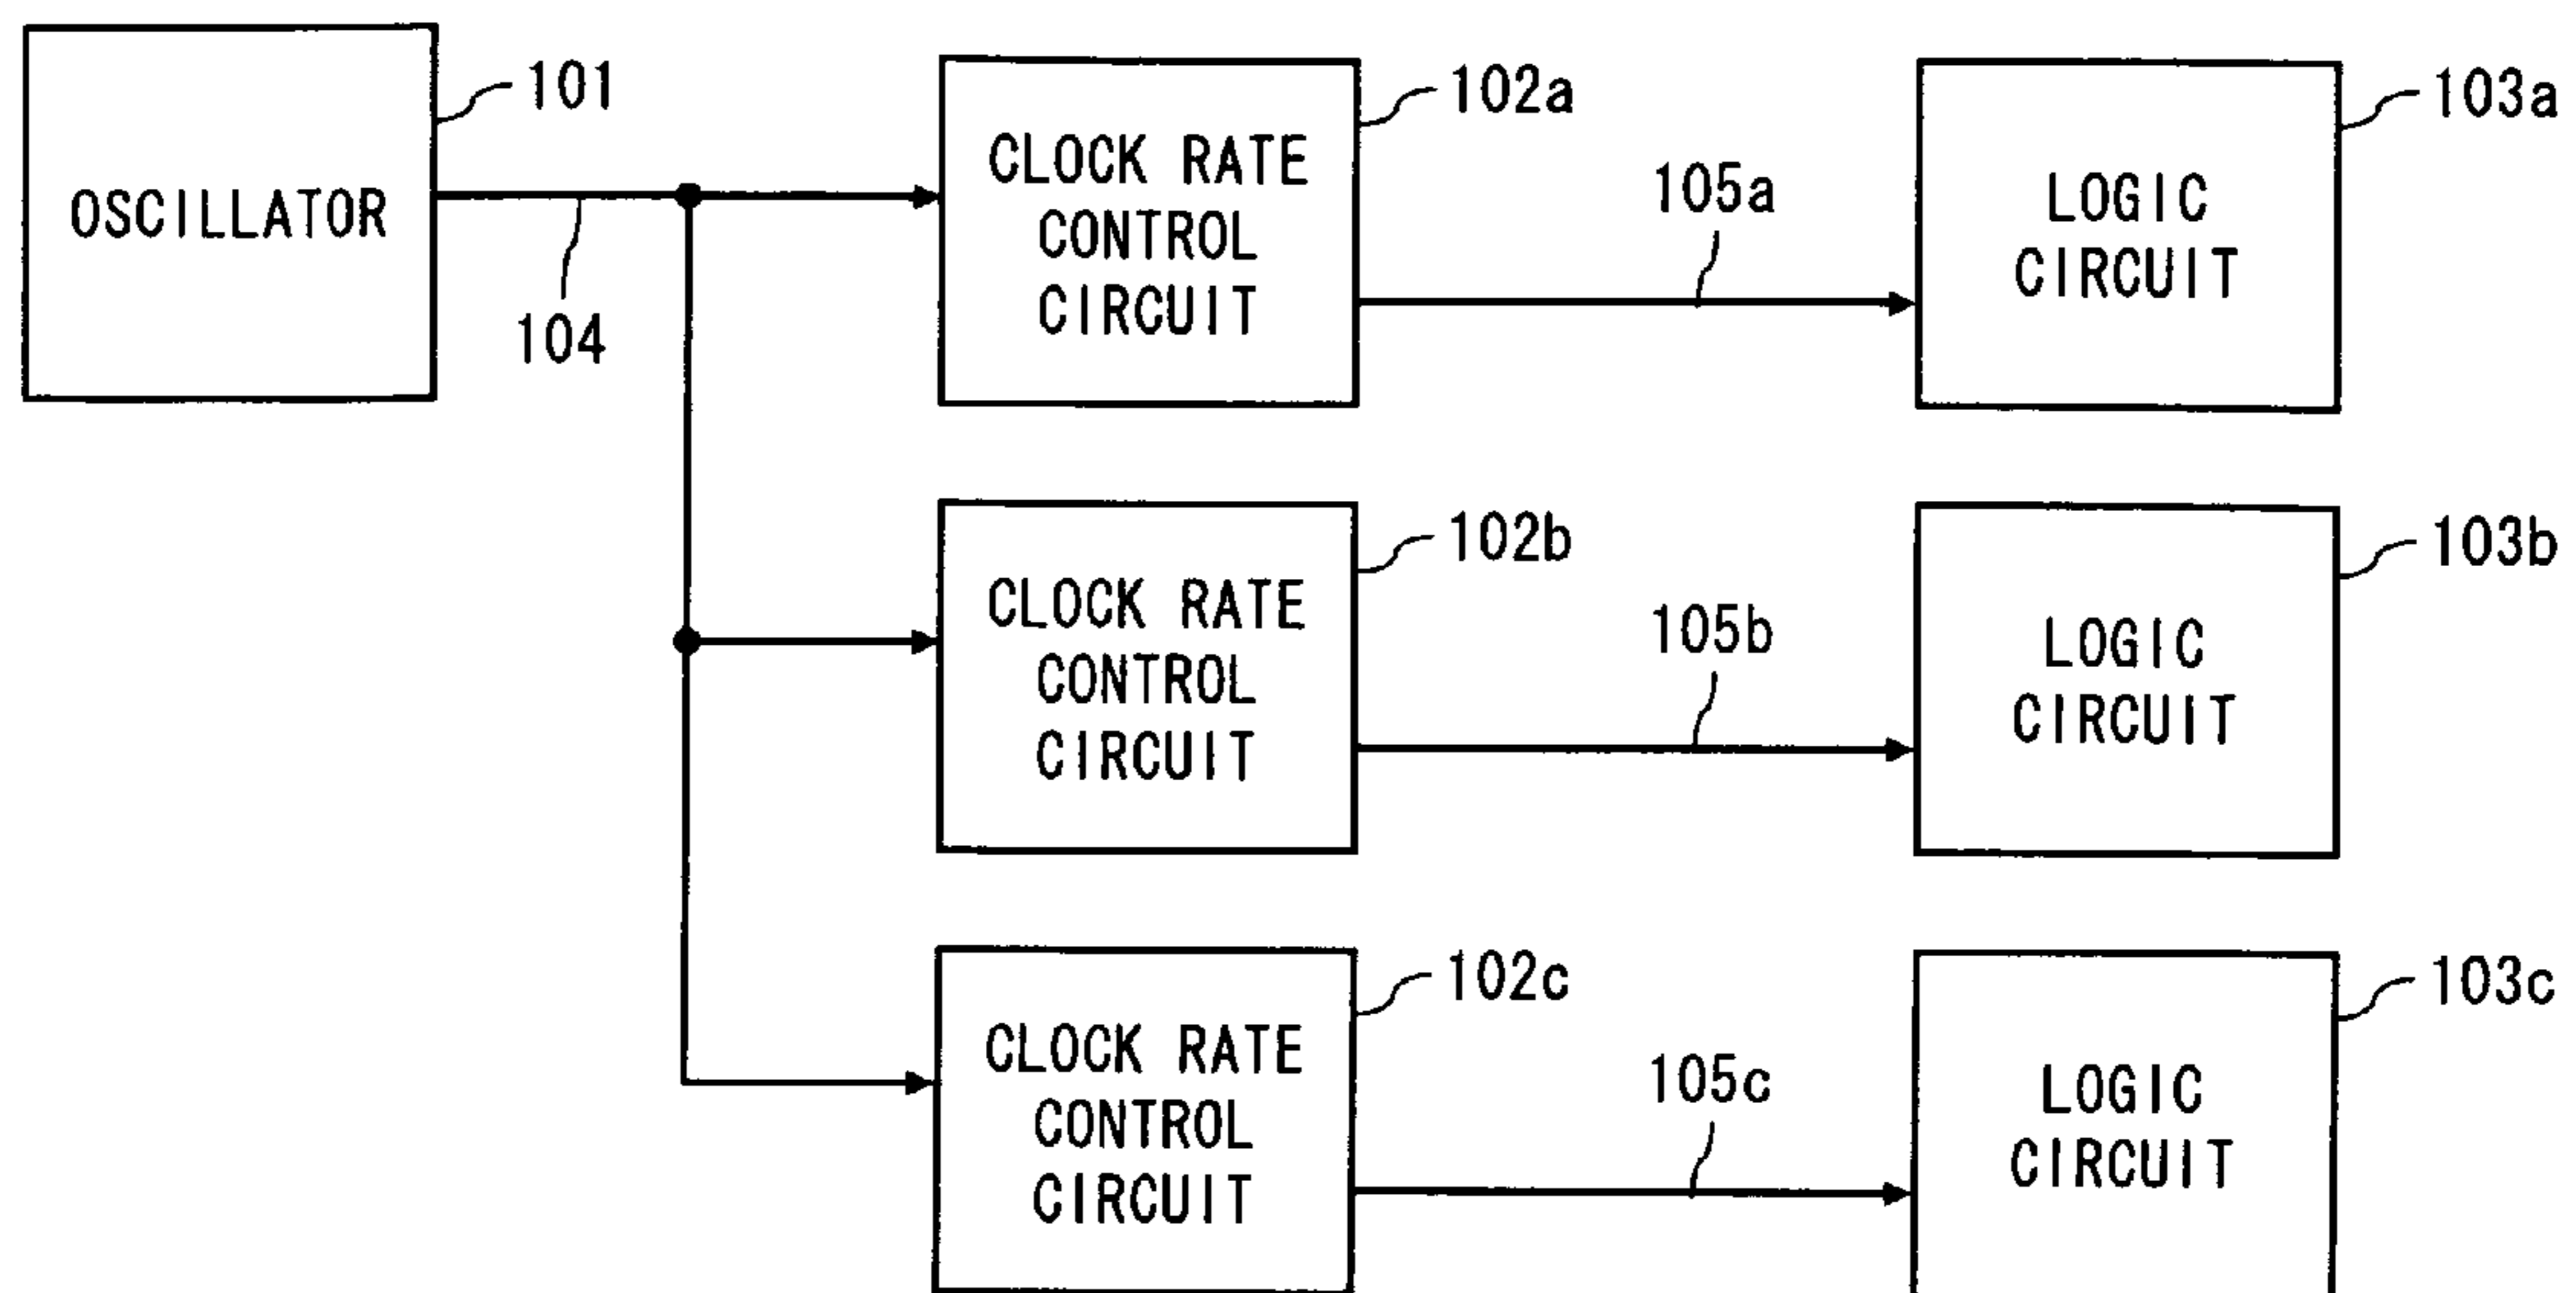 101
OSCILLATOR
104
102a
CLOCK RATE
CONTROL
CIRCUIT
105a
103a
LOGIC
CIRCUIT
102b
CLOCK RATE
CONTROL
CIRCUIT
105b
103b
LOGIC
CIRCUIT
102c
CLOCK RATE
CONTROL
CIRCUIT
105c
103c
LOGIC
CIRCUIT